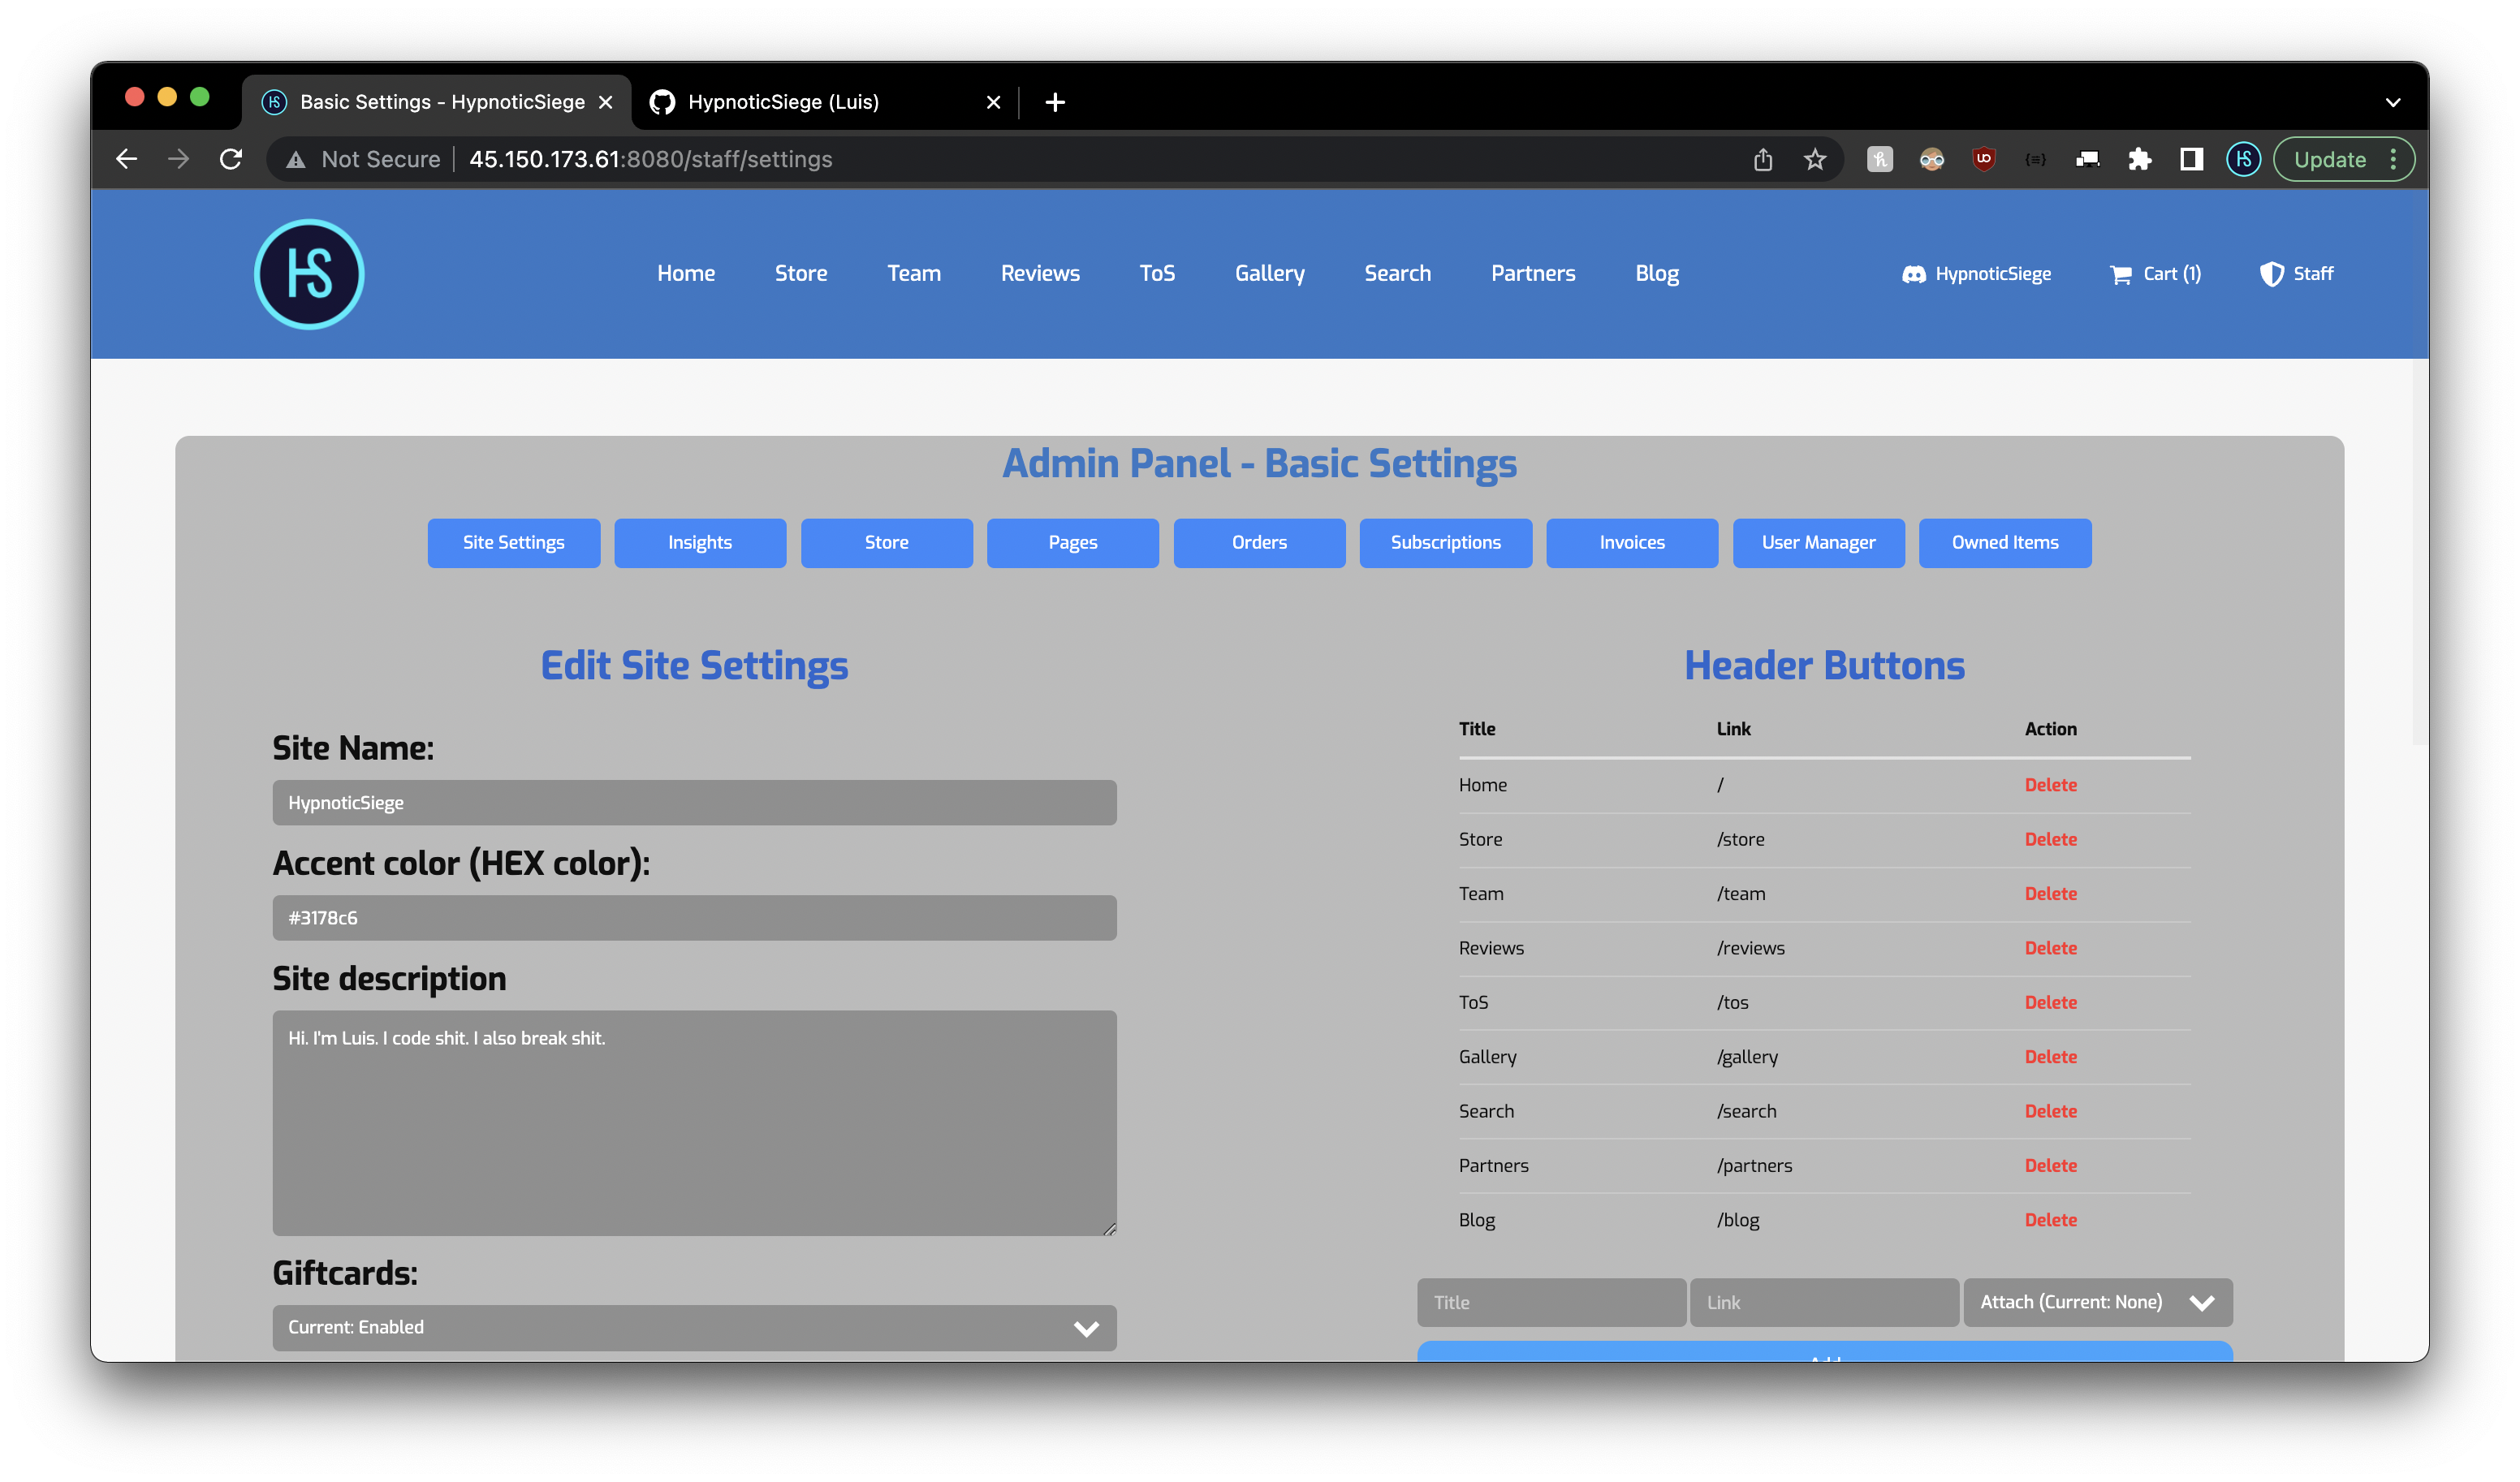 Basic Settings - HypnoticSiege
HypnoticSiege (Luis)
Not Secure
45.150.173.61:8080/staff/settings
Update
HS
Home
Store
Team
Reviews
ToS
Gallery
Search
Partners
Blog
HypnoticSiege
Cart (1)
Staff
Admin Panel - Basic Settings
Site Settings
Insights
Store
Pages
Orders
Subscriptions
Invoices
User Manager
Owned Items
Edit Site Settings
Site Name:
HypnoticSiege
Accent color (HEX color):
#3178c6
Site description
Hi. I'm Luis. I code shit. I also break shit.
Giftcards:
Current: Enabled
Header Buttons
Title Link Action
Home / Delete
Store /store Delete
Team /team Delete
Reviews /reviews Delete
ToS /tos Delete
Gallery /gallery Delete
Search /search Delete
Partners /partners Delete
Blog /blog Delete
Title
Link
Attach (Current: None)
Add